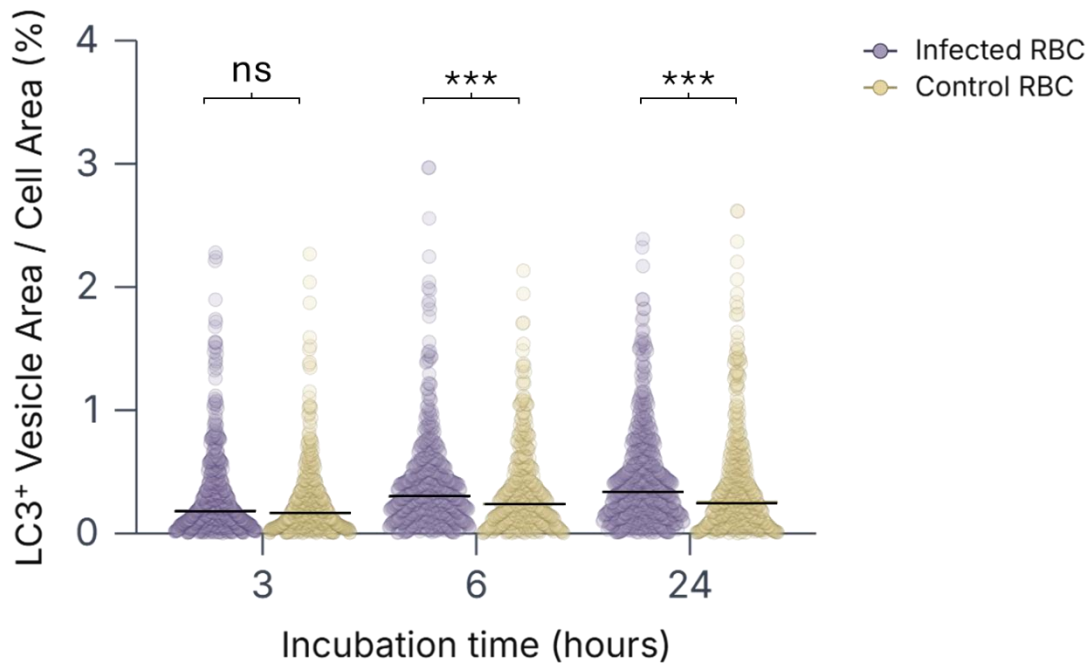 LC3⁺ Vesicle Area / Cell Area (%)
4
3
2
1
0
ns
***
***
Infected RBC
Control RBC
3
6
24
Incubation time (hours)